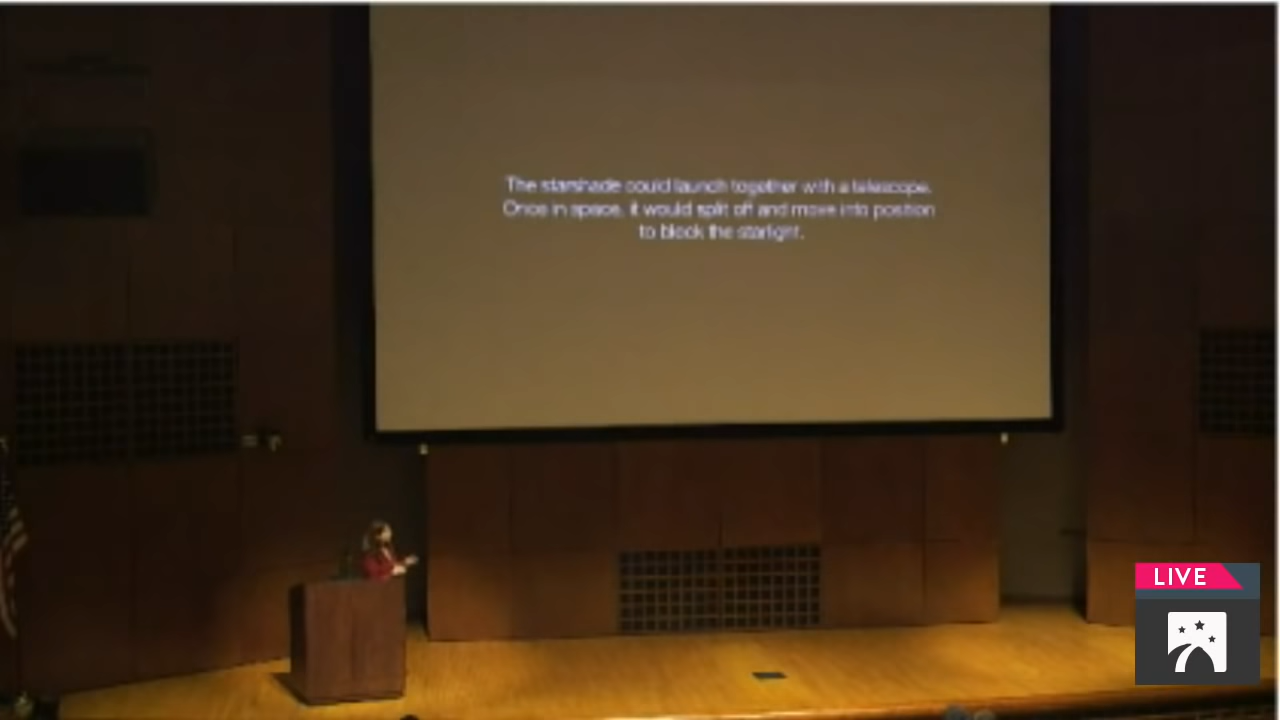 The starshade could launch together with a telescope.
Once in space, it would split off and move into position
to block the starlight.
LIVE